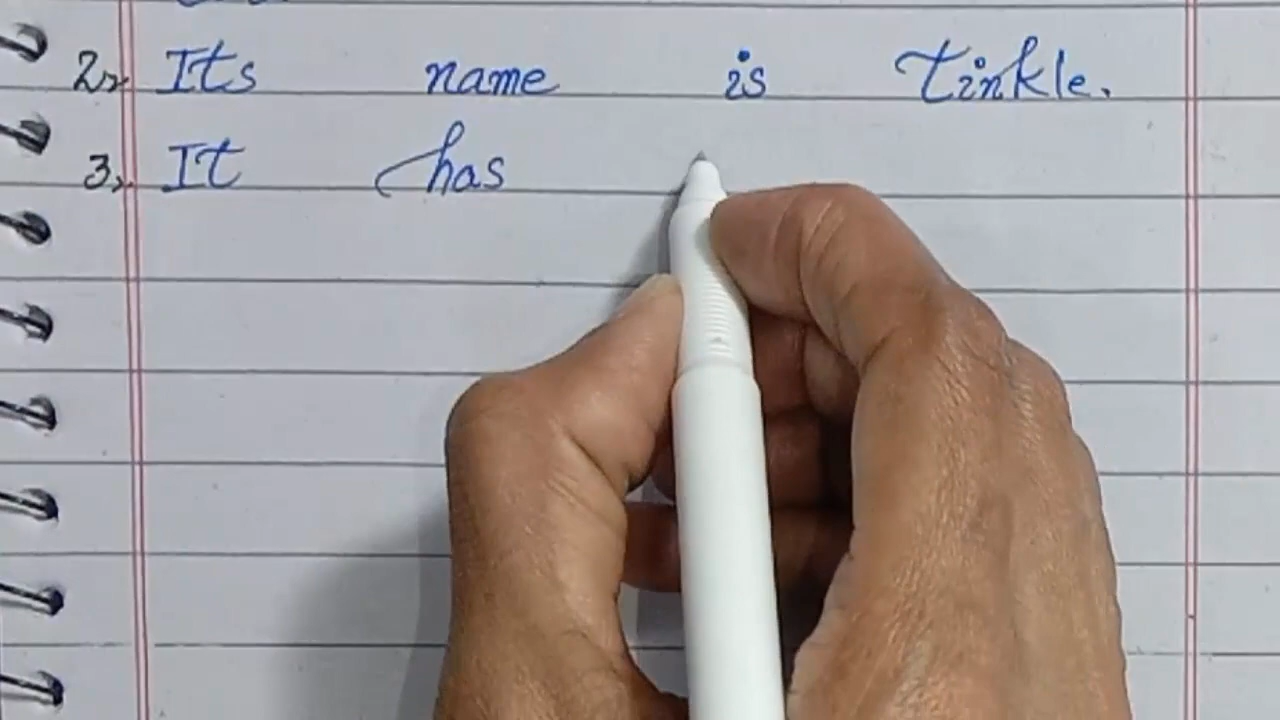 2. Its name is Tinkle.
3. It has